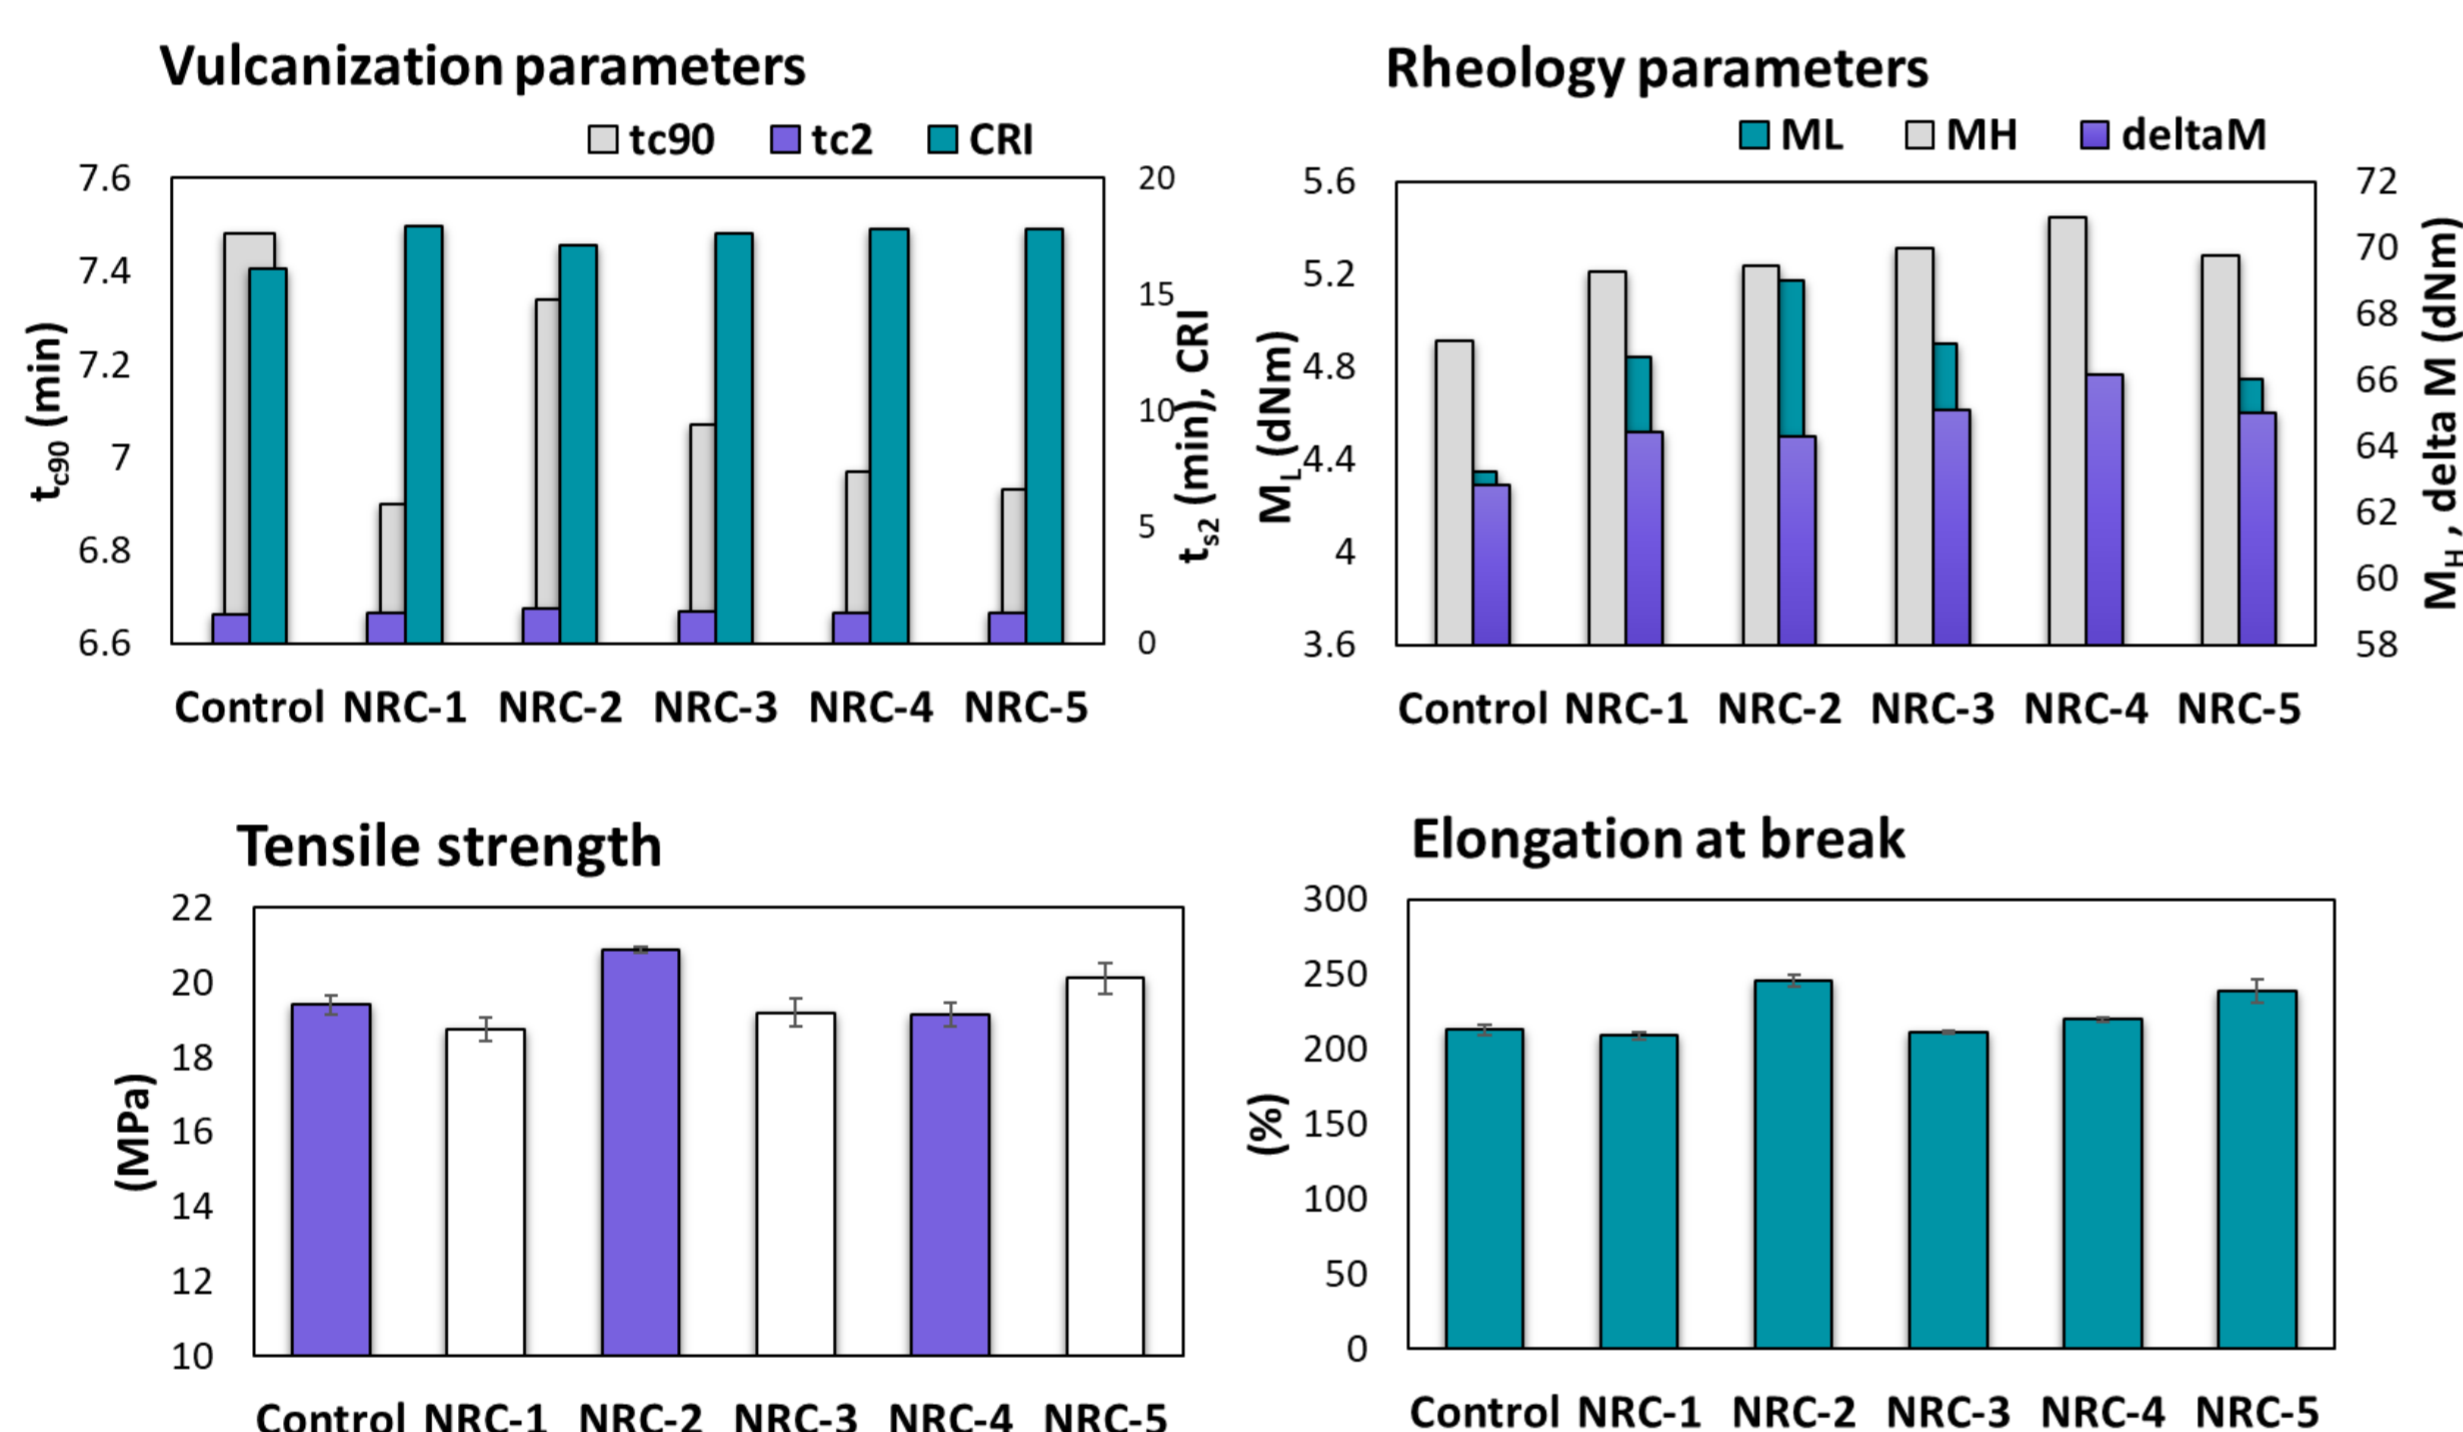 Vulcanization parameters
tc90 tc2 CRI
7.6
7.4
7.2
7
6.8
6.6
tc90 (min)
20
15
10
5
0
ts2 (min), CRI
Control NRC-1 NRC-2 NRC-3 NRC-4 NRC-5
Rheology parameters
ML MH deltaM
5.6
5.2
4.8
4.4
4
3.6
ML (dNm)
72
70
68
66
64
62
60
58
MH , delta M (dNm)
Control NRC-1 NRC-2 NRC-3 NRC-4 NRC-5
Tensile strength
22
20
18
16
14
12
10
(MPa)
Control NRC-1 NRC-2 NRC-3 NRC-4 NRC-5
Elongation at break
300
250
200
150
100
50
0
(%)
Control NRC-1 NRC-2 NRC-3 NRC-4 NRC-5